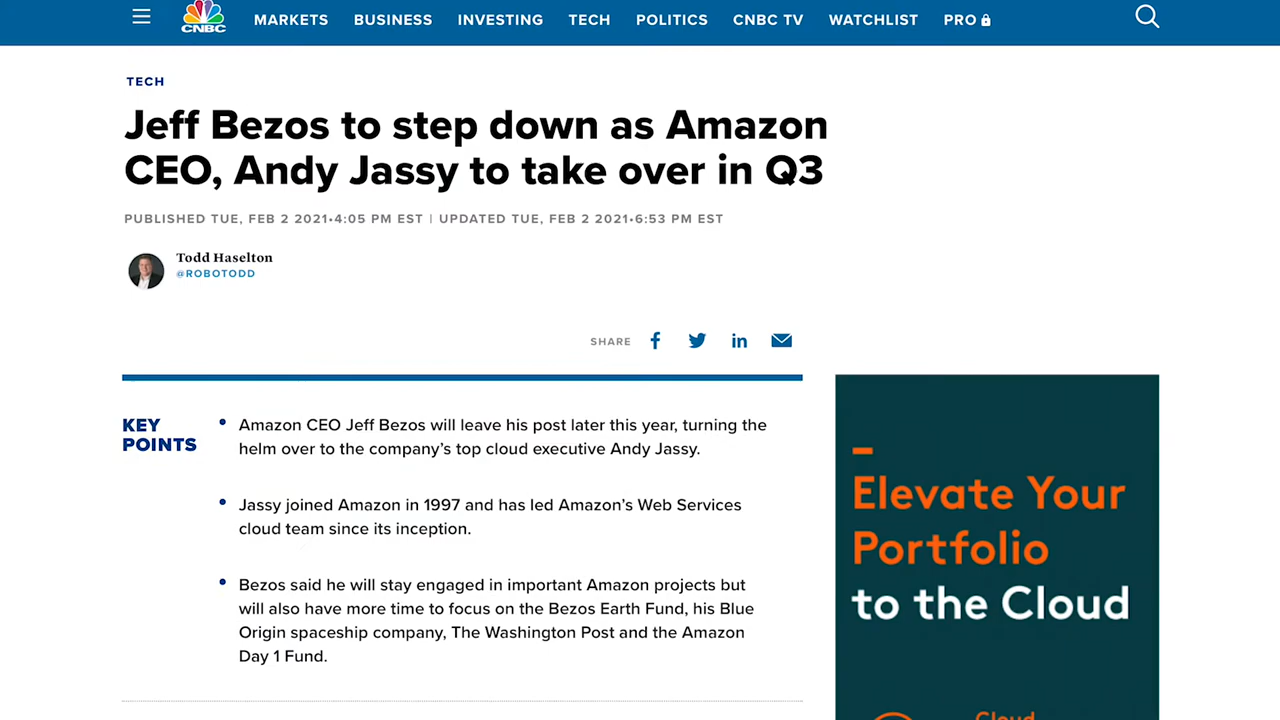 CNBC
MARKETS BUSINESS INVESTING TECH POLITICS CNBC TV WATCHLIST PRO
TECH
Jeff Bezos to step down as Amazon
CEO, Andy Jassy to take over in Q3
PUBLISHED TUE, FEB 2 2021•4:05 PM EST | UPDATED TUE, FEB 2 2021•6:53 PM EST
Todd Haselton
@ROBOTODD
SHARE
KEY
POINTS
• Amazon CEO Jeff Bezos will leave his post later this year, turning the
helm over to the company’s top cloud executive Andy Jassy.
• Jassy joined Amazon in 1997 and has led Amazon’s Web Services
cloud team since its inception.
• Bezos said he will stay engaged in important Amazon projects but
will also have more time to focus on the Bezos Earth Fund, his Blue
Origin spaceship company, The Washington Post and the Amazon
Day 1 Fund.
Elevate Your
Portfolio
to the Cloud
Cloud